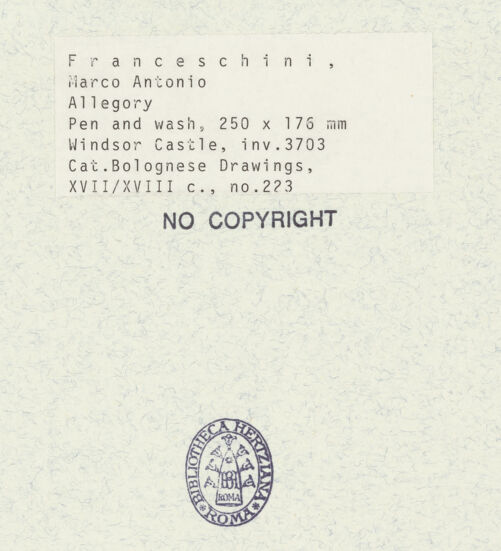 Franceschini,
Marco Antonio
Allegory
Pen and wash, 250 x 176 mm
Windsor Castle, inv.3703
Cat.Bolognese Drawings,
XVII/XVIII c., no.223
NO COPYRIGHT
BIBLIOTHECA HERTZIANA
ROMA
ROMA